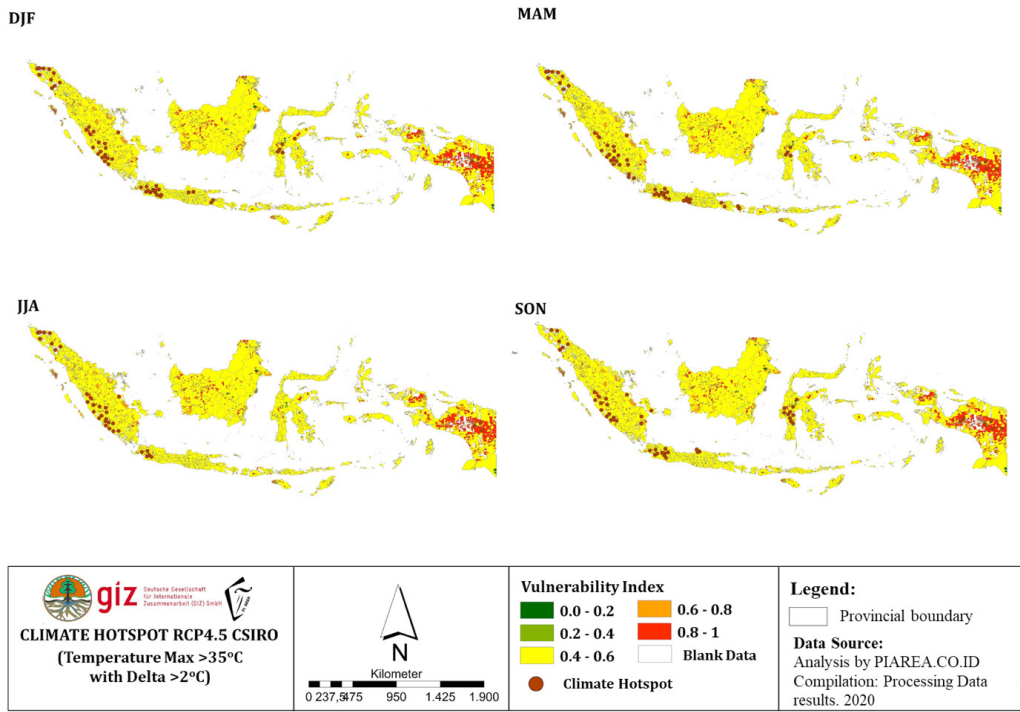 DJF
MAM
JJA
SON
giz
Deutsche Gesellschaft
für Internationale
Zusammenarbeit (GIZ) GmbH
CLIMATE HOTSPOT RCP4.5 CSIRO
(Temperature Max >35ºC
with Delta >2ºC)
N
Kilometer
0 237,5475 950 1.425 1.900
Vulnerability Index
0.0 - 0.2
0.6 - 0.8
0.2 - 0.4
0.8 - 1
0.4 - 0.6
Blank Data
Climate Hotspot
Legend:
Provincial boundary
Data Source:
Analysis by PIAREA.CO.ID
Compilation: Processing Data
results. 2020